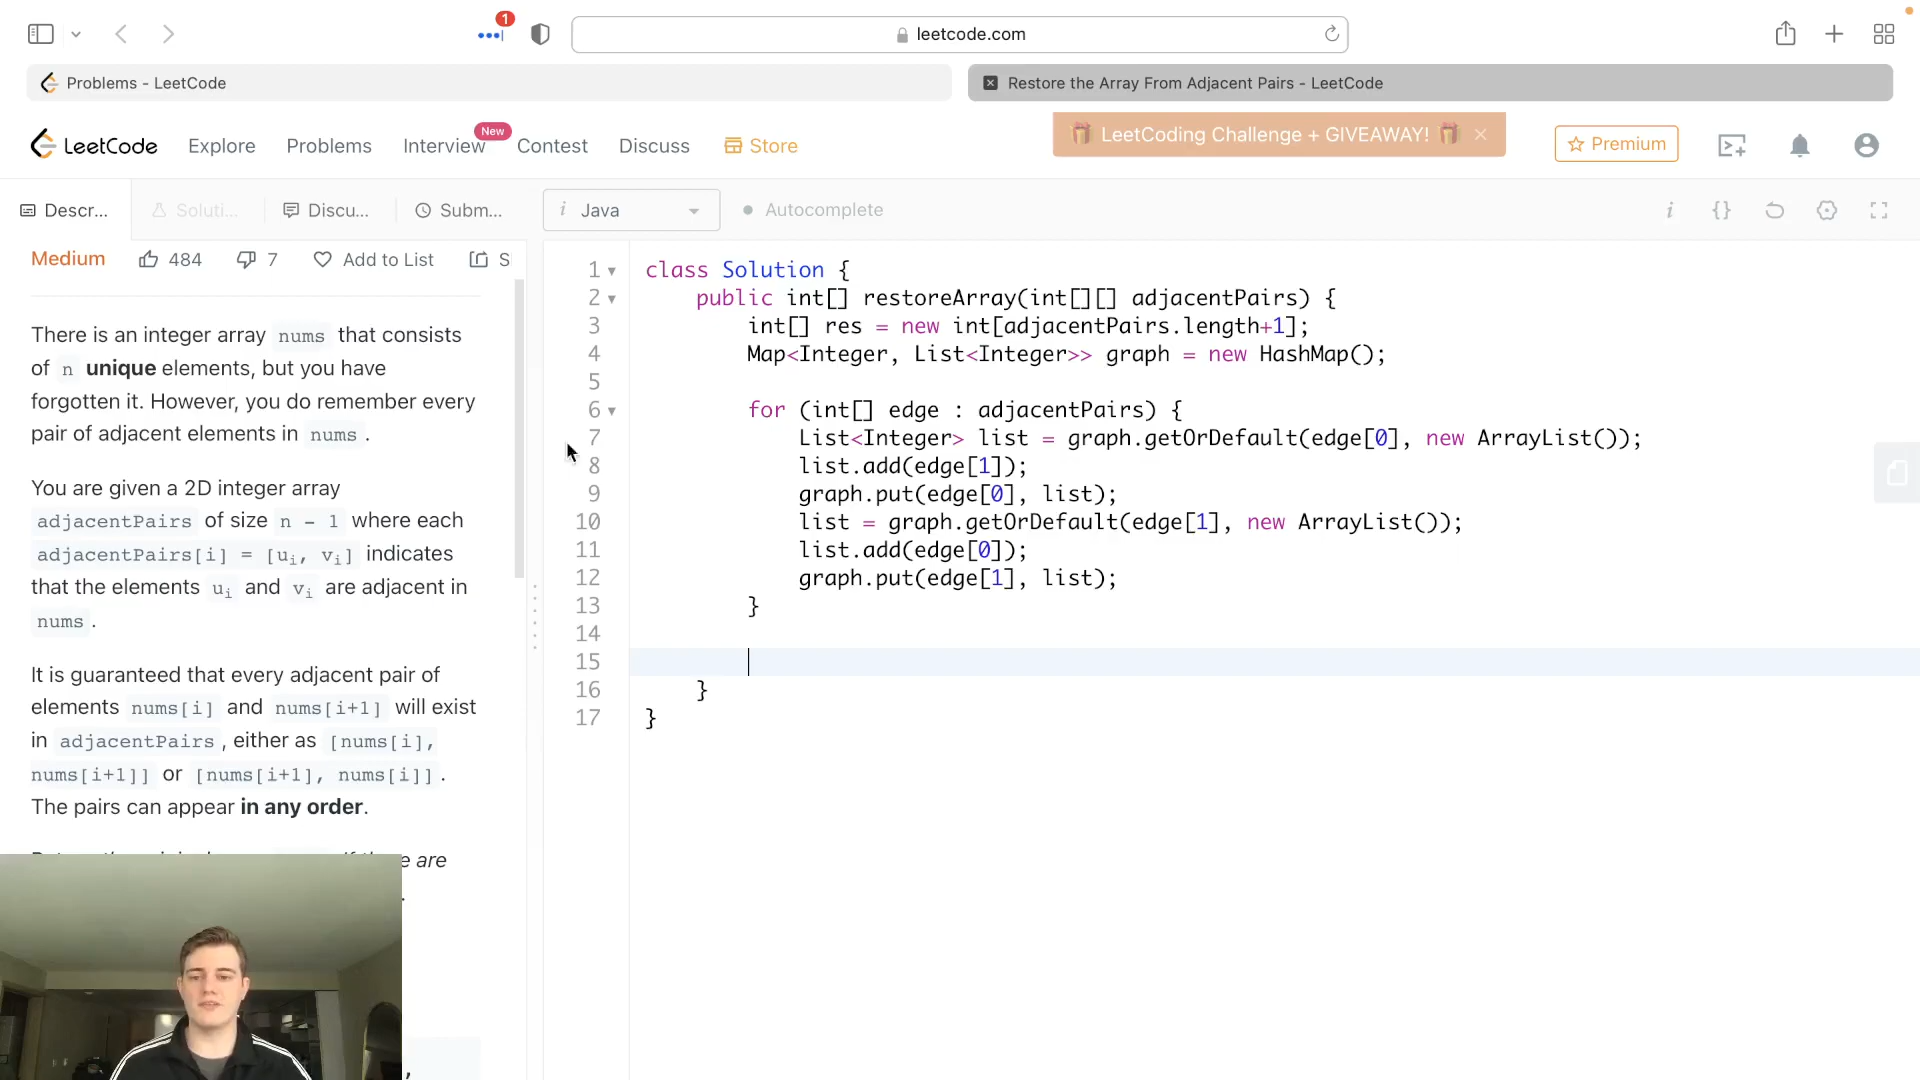 1
leetcode.com
Problems - LeetCode
Restore the Array From Adjacent Pairs - LeetCode
LeetCode Explore Problems Interview New Contest Discuss Store
LeetCoding Challenge + GIVEAWAY!
Premium
Descr...
Soluti...
Discu...
Subm...
i Java
Autocomplete
i {}
Medium 484 7 Add to List S
There is an integer array nums that consists
of n unique elements, but you have
forgotten it. However, you do remember every
pair of adjacent elements in nums .
You are given a 2D integer array
adjacentPairs of size n - 1 where each
adjacentPairs[i] = [ui, vi] indicates
that the elements ui and vi are adjacent in
nums .
It is guaranteed that every adjacent pair of
elements nums[i] and nums[i+1] will exist
in adjacentPairs , either as [nums[i],
nums[i+1]] or [nums[i+1], nums[i]] .
The pairs can appear in any order.
are
1 class Solution {
2 public int[] restoreArray(int[][] adjacentPairs) {
3 int[] res = new int[adjacentPairs.length+1];
4 Map<Integer, List<Integer>> graph = new HashMap();
5
6 for (int[] edge : adjacentPairs) {
7 List<Integer> list = graph.getOrDefault(edge[0], new ArrayList());
8 list.add(edge[1]);
9 graph.put(edge[0], list);
10 list = graph.getOrDefault(edge[1], new ArrayList());
11 list.add(edge[0]);
12 graph.put(edge[1], list);
13 }
14
15
16 }
17 }